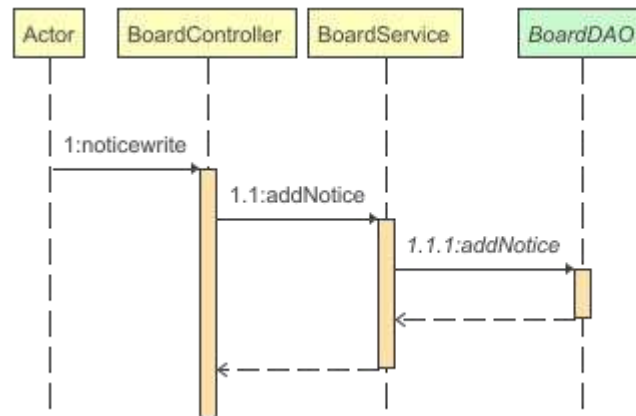 Actor
BoardController
BoardService
BoardDAO
1:noticewrite
1.1:addNotice
1.1.1:addNotice